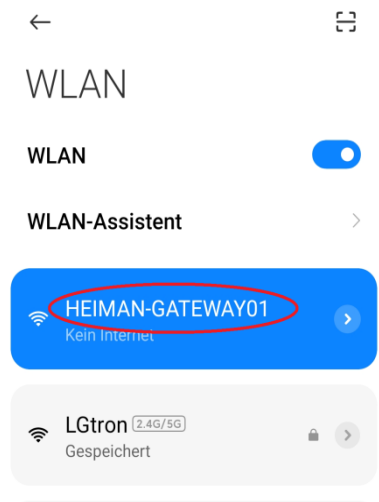 WLAN
WLAN
WLAN-Assistent
HEIMAN-GATEWAY01
Kein Internet
LGtron 2.4G/5G
Gespeichert